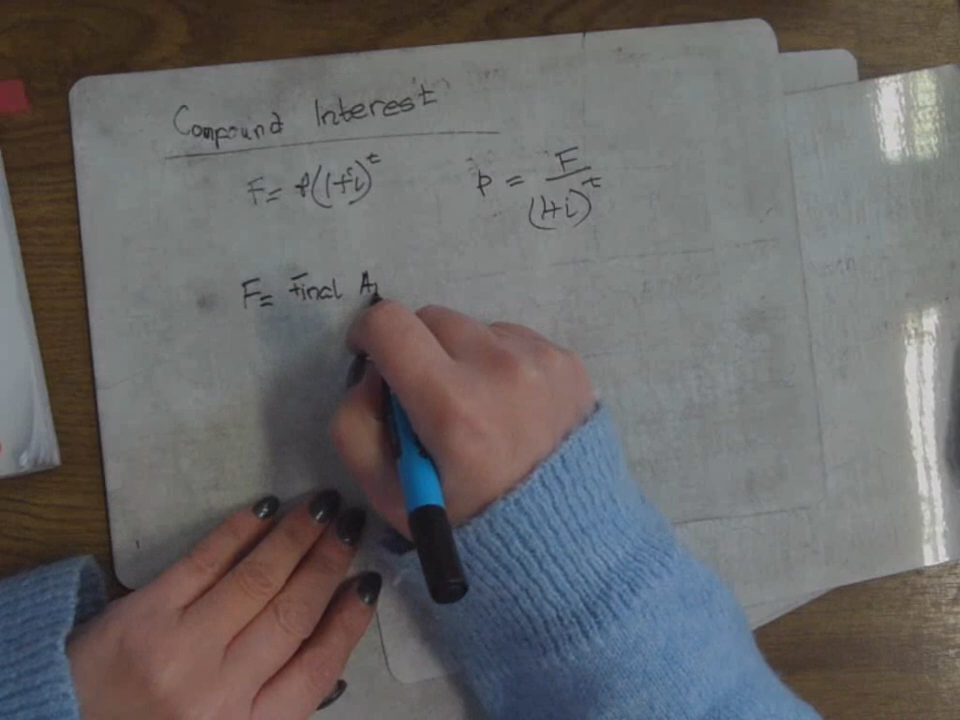 Compound Interest
F = P(1+i)^t    P = F/(1+i)^t
F = Final A